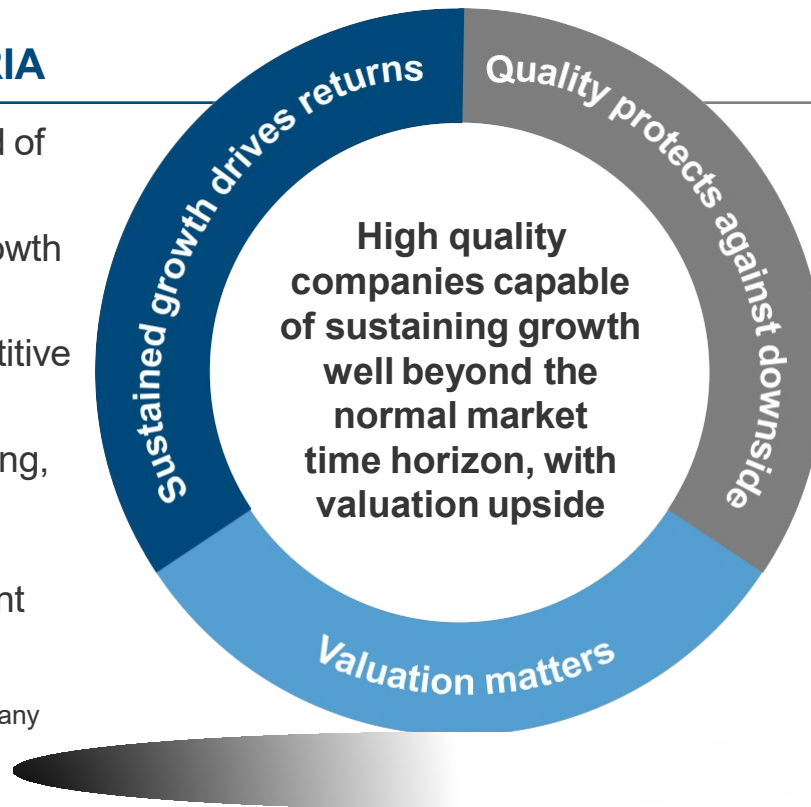 RIA
d of
owth
titive
ng,
nt
any
Sustained growth drives returns
Quality protects against downside
High quality
companies capable
of sustaining growth
well beyond the
normal market
time horizon, with
valuation upside
Valuation matters